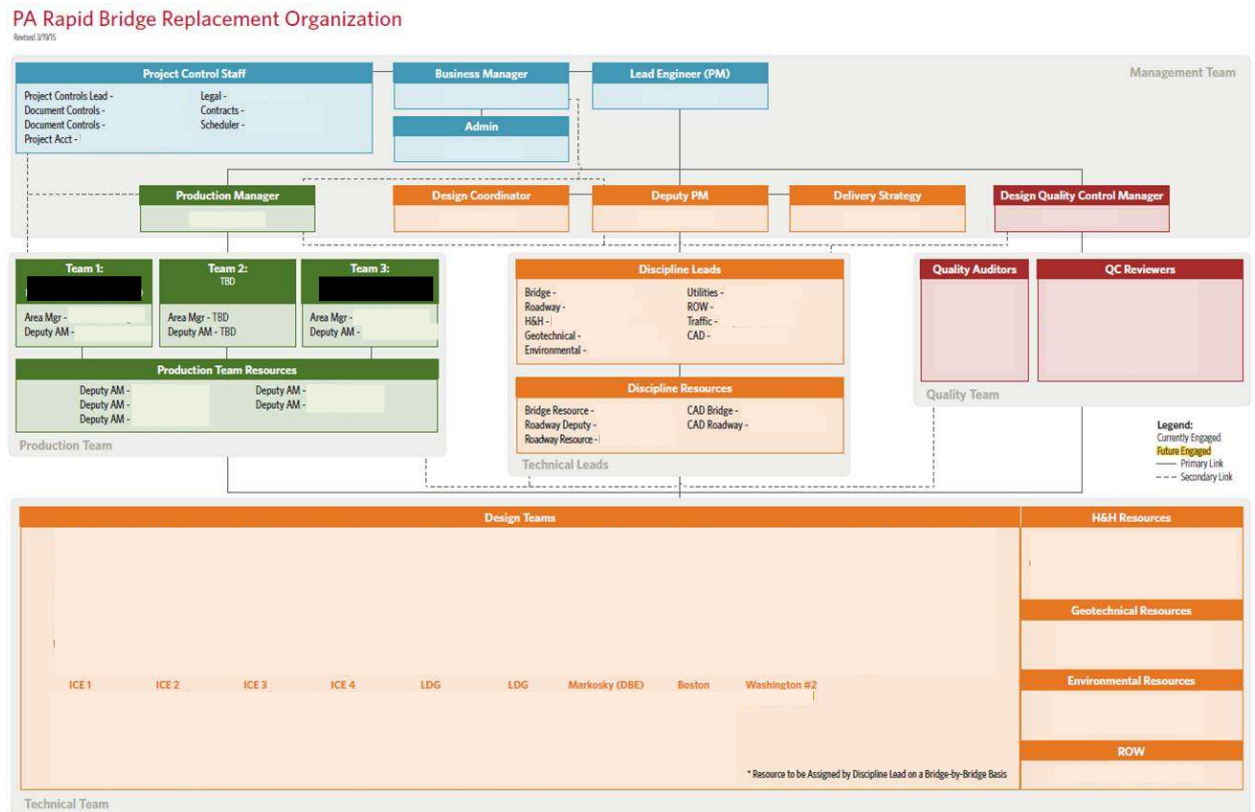 PA Rapid Bridge Replacement Organization
Revised 3/19/15
Management Team
Project Control Staff
Project Controls Lead -
Document Controls -
Document Controls -
Project Acct -
Legal -
Contracts -
Scheduler -
Business Manager
Lead Engineer (PM)
Admin
Production Manager
Design Coordinator
Deputy PM
Delivery Strategy
Design Quality Control Manager
Team 1:
Area Mgr -
Deputy AM -
Team 2:
TBD
Area Mgr - TBD
Deputy AM - TBD
Team 3:
Area Mgr -
Deputy AM -
Production Team Resources
Deputy AM -
Deputy AM -
Deputy AM -
Deputy AM -
Deputy AM -
Production Team
Discipline Leads
Bridge -
Roadway -
H&H -
Geotechnical -
Environmental -
Utilities -
ROW -
Traffic -
CAD -
Discipline Resources
Bridge Resource -
Roadway Deputy -
Roadway Resource -
CAD Bridge -
CAD Roadway -
Technical Leads
Quality Auditors
QC Reviewers
Quality Team
Legend:
Currently Engaged
Future Engaged
Primary Link
Secondary Link
Design Teams
ICE 1
ICE 2
ICE 3
ICE 4
LDG
LDG
Markosky (DBE)
Boston
Washington #2
* Resource to be Assigned by Discipline Lead on a Bridge-by-Bridge Basis
H&H Resources
Geotechnical Resources
Environmental Resources
ROW
Technical Team